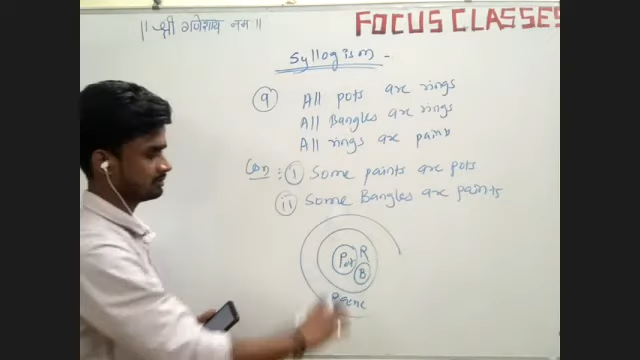 || श्री गणेशाय नमः ||
FOCUS CLASSES
Syllogism -
9 All pots are rings
All Bangles are rings
All rings are paints
Con : i Some paints are pots
ii Some Bangles are paints
Pot R
B